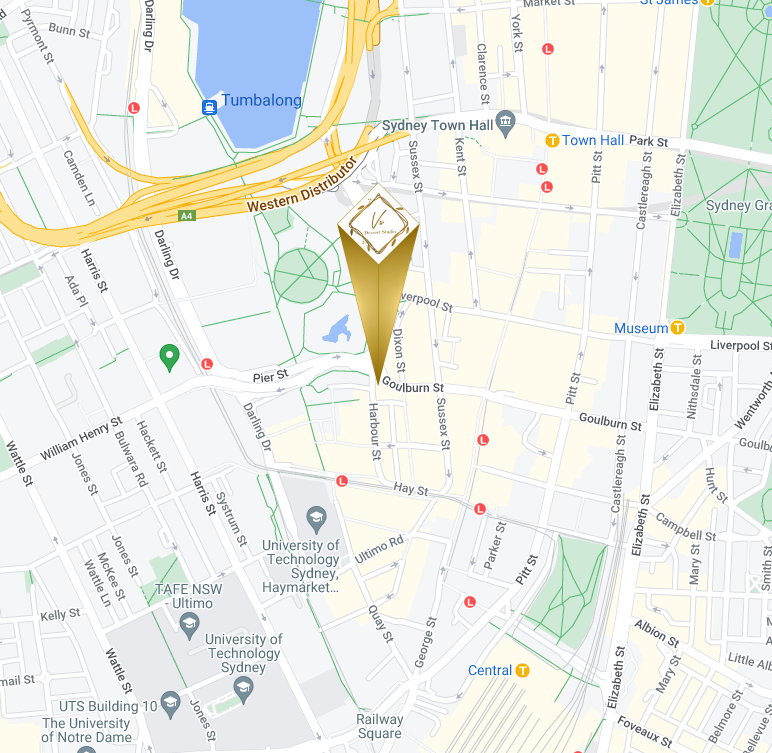 Market St
St James
Pyrmont St
Bunn St
Darling Dr
York St
Clarence St
Tumbalong
Sydney Town Hall
Town Hall
Park St
Sussex St
Kent St
Pitt St
Castlereagh St
Elizabeth St
Camden Ln
Western Distributor
A4
Sydney Gra
Harris St
Darling Dr
Ada Pl
Dessert Studio
verpool St
Museum
Liverpool St
Dixon St
Pier St
Goulburn St
Elizabeth St
Nithsdale St
Wentworth A
Pitt St
Harbour St
Sussex St
Goulburn St
Goulbu
Darling Dr
William Henry St
Wattle St
Jones St
Bulwara Rd
Hackett St
Harris St
Systrum St
Hay St
Castlereagh St
Elizabeth St
Hunt St
Campbell St
Mary St
Smith St
University of
Technology
Sydney,
Haymarket...
Ultimo Rd
Parker St
Pitt St
Jones St
McKee St
Wattle Ln
TAFE NSW
Ultimo
Kelly St
Quay St
George St
University of
Technology
Sydney
Albion St
Little Alb
Mary St
Wattle St
mail St
Central
Elizabeth St
UTS Building 10
The University
of Notre Dame
Jones St
Railway
Square
Belmore St
Foveaux St